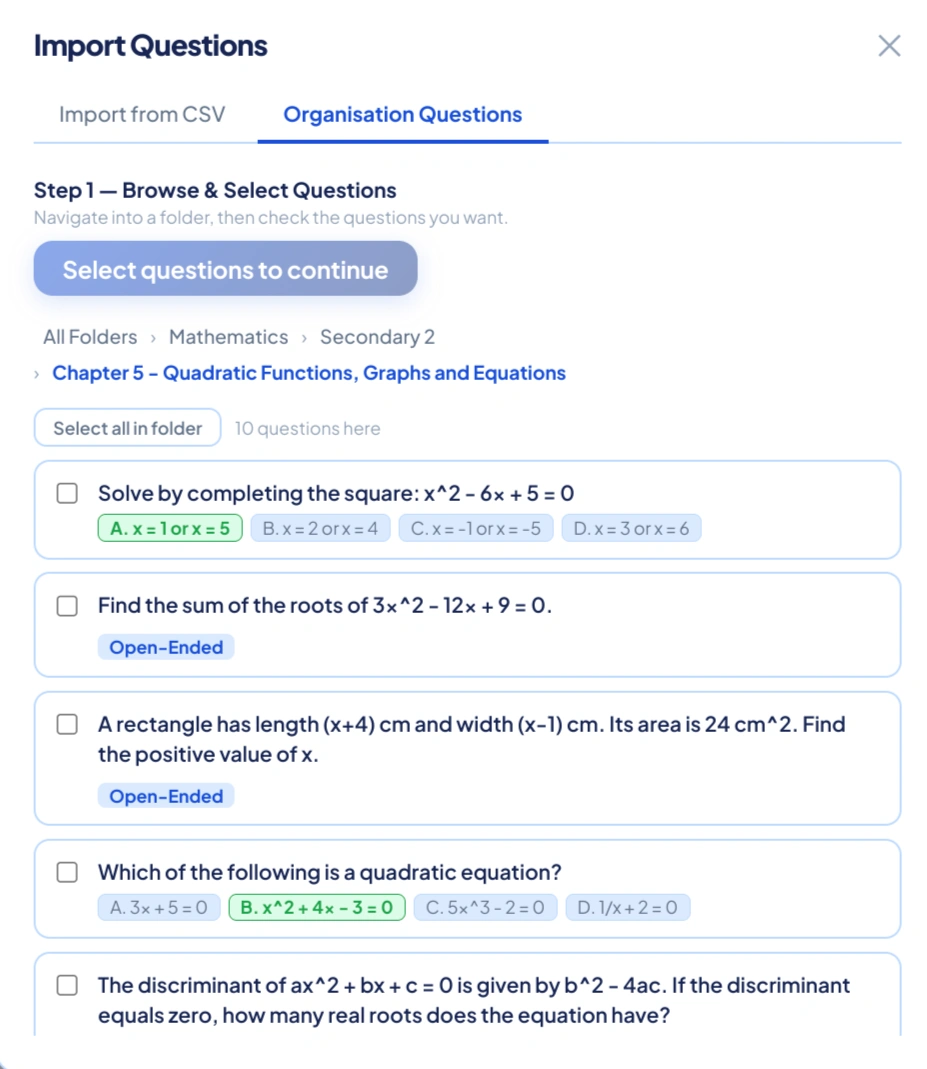 Import Questions
Import from CSV
Organisation Questions
Step 1 — Browse & Select Questions
Navigate into a folder, then check the questions you want.
Select questions to continue
All Folders › Mathematics › Secondary 2
› Chapter 5 – Quadratic Functions, Graphs and Equations
Select all in folder 10 questions here
Solve by completing the square: x^2 - 6x + 5 = 0
A. x = 1 or x = 5 B. x = 2 or x = 4 C. x = -1 or x = -5 D. x = 3 or x = 6
Find the sum of the roots of 3x^2 - 12x + 9 = 0.
Open-Ended
A rectangle has length (x+4) cm and width (x-1) cm. Its area is 24 cm^2. Find
the positive value of x.
Open-Ended
Which of the following is a quadratic equation?
A. 3x + 5 = 0 B. x^2 + 4x - 3 = 0 C. 5x^3 - 2 = 0 D. 1/x + 2 = 0
The discriminant of ax^2 + bx + c = 0 is given by b^2 - 4ac. If the discriminant
equals zero, how many real roots does the equation have?